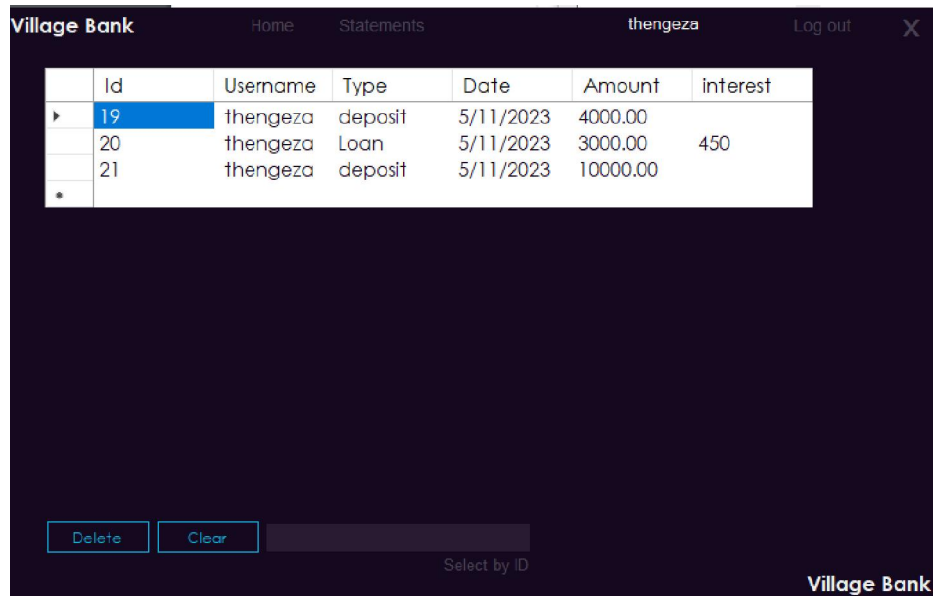 Village Bank Home Statements thengeza Log out X
Id Username Type Date Amount interest
19 thengeza deposit 5/11/2023 4000.00
20 thengeza Loan 5/11/2023 3000.00 450
21 thengeza deposit 5/11/2023 10000.00
Delete Clear
Select by ID
Village Bank